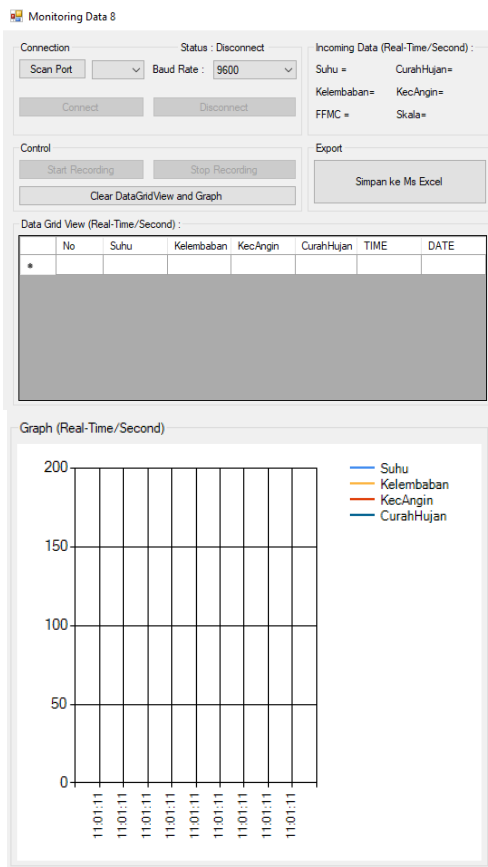 Monitoring Data 8
Connection
Status : Disconnect
Scan Port
Baud Rate :
9600
Connect
Disconnect
Incoming Data (Real-Time/Second) :
Suhu =
CurahHujan=
Kelembaban=
KecAngin=
FFMC =
Skala=
Control
Start Recording
Stop Recording
Clear DataGridView and Graph
Export
Simpan ke Ms Excel
Data Grid View (Real-Time/Second) :
No Suhu Kelembaban KecAngin CurahHujan TIME DATE
*
Graph (Real-Time/Second)
200
150
100
50
0
Suhu
Kelembaban
KecAngin
CurahHujan
11:01:11
11:01:11
11:01:11
11:01:11
11:01:11
11:01:11
11:01:11
11:01:11
11:01:11